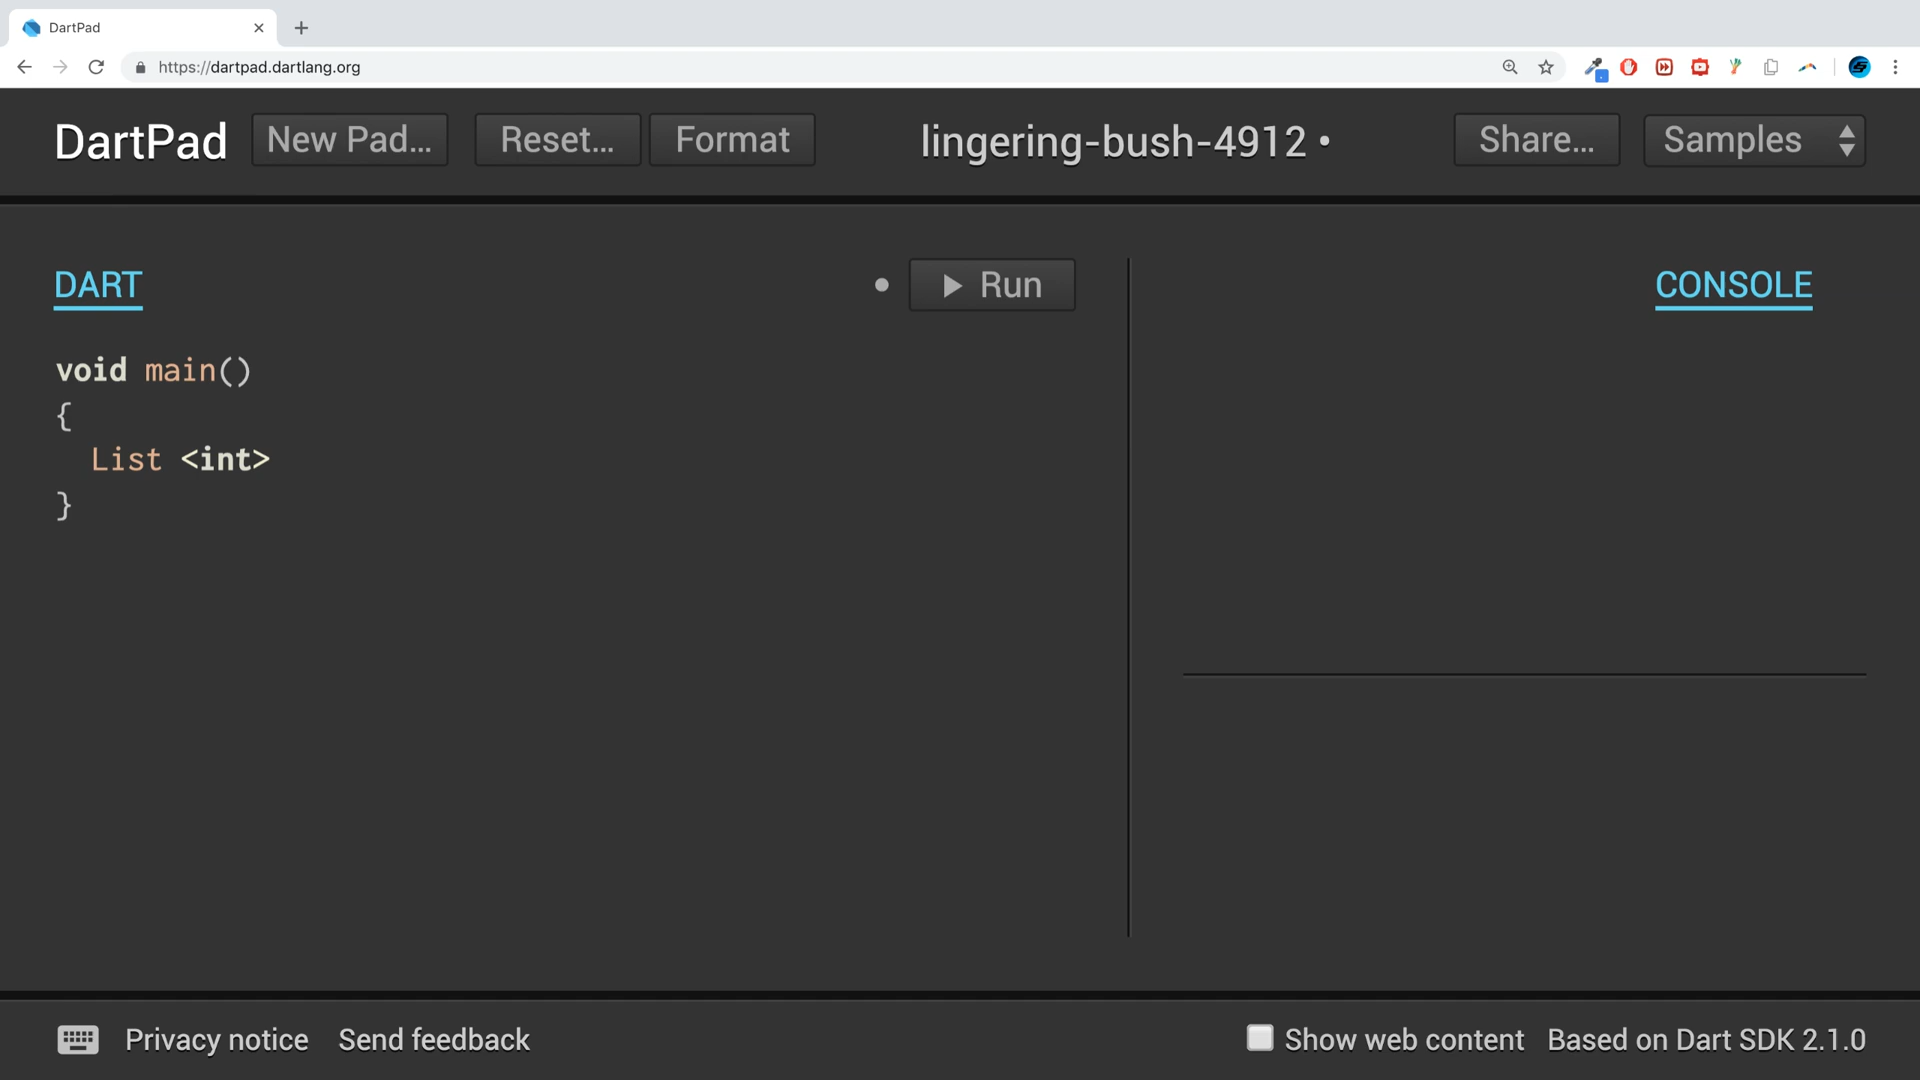 DartPad
https://dartpad.dartlang.org
DartPad New Pad... Reset... Format lingering-bush-4912 • Share... Samples
DART Run CONSOLE
void main()
{
  List <int>
}
Privacy notice Send feedback Show web content Based on Dart SDK 2.1.0